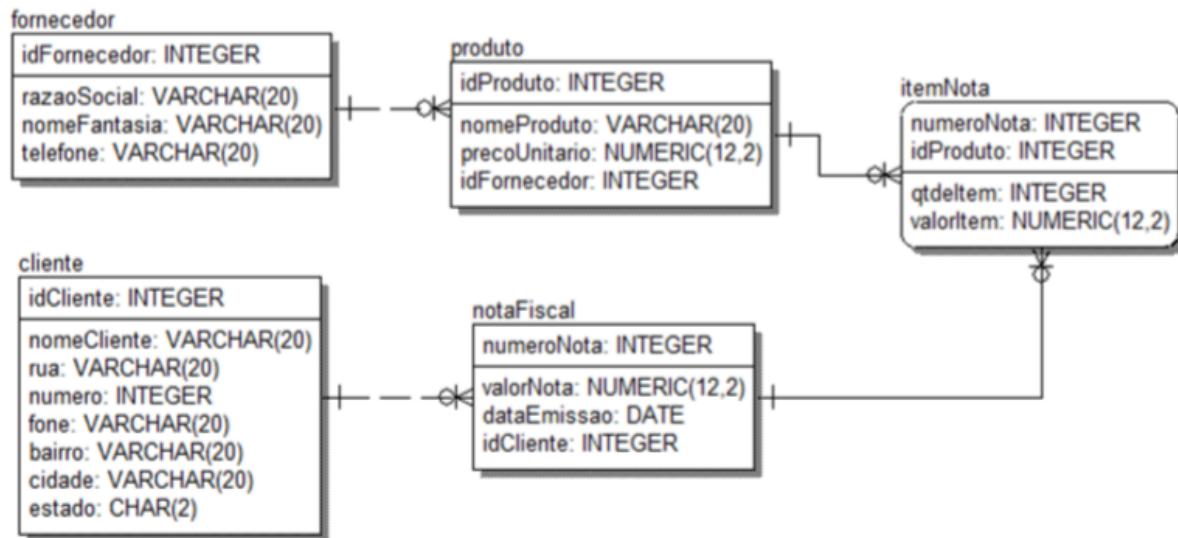 fornecedor
idFornecedor: INTEGER
razaoSocial: VARCHAR(20)
nomeFantasia: VARCHAR(20)
telefone: VARCHAR(20)
produto
idProduto: INTEGER
nomeProduto: VARCHAR(20)
precoUnitario: NUMERIC(12,2)
idFornecedor: INTEGER
itemNota
numeroNota: INTEGER
idProduto: INTEGER
qtdeItem: INTEGER
valorItem: NUMERIC(12,2)
cliente
idCliente: INTEGER
nomeCliente: VARCHAR(20)
rua: VARCHAR(20)
numero: INTEGER
fone: VARCHAR(20)
bairro: VARCHAR(20)
cidade: VARCHAR(20)
estado: CHAR(2)
notaFiscal
numeroNota: INTEGER
valorNota: NUMERIC(12,2)
dataEmissao: DATE
idCliente: INTEGER